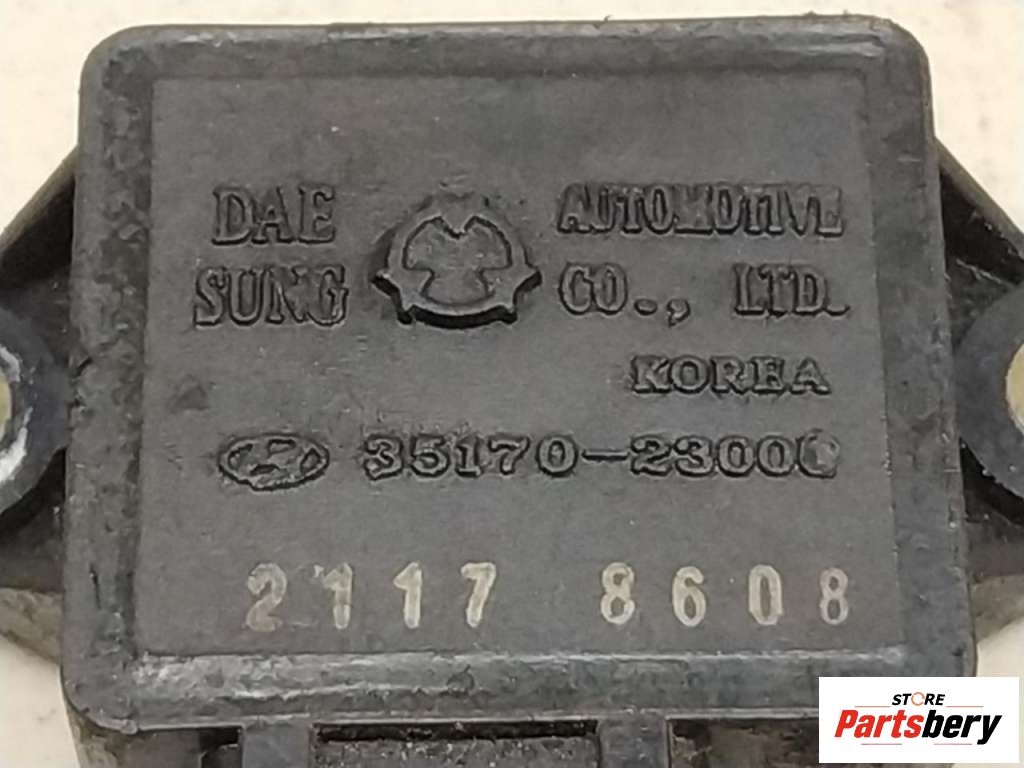 DAE AUTOMOTIVE
SUNG CO., LTD.
KOREA
35170-23000
2117 8608
STORE
Partsbery